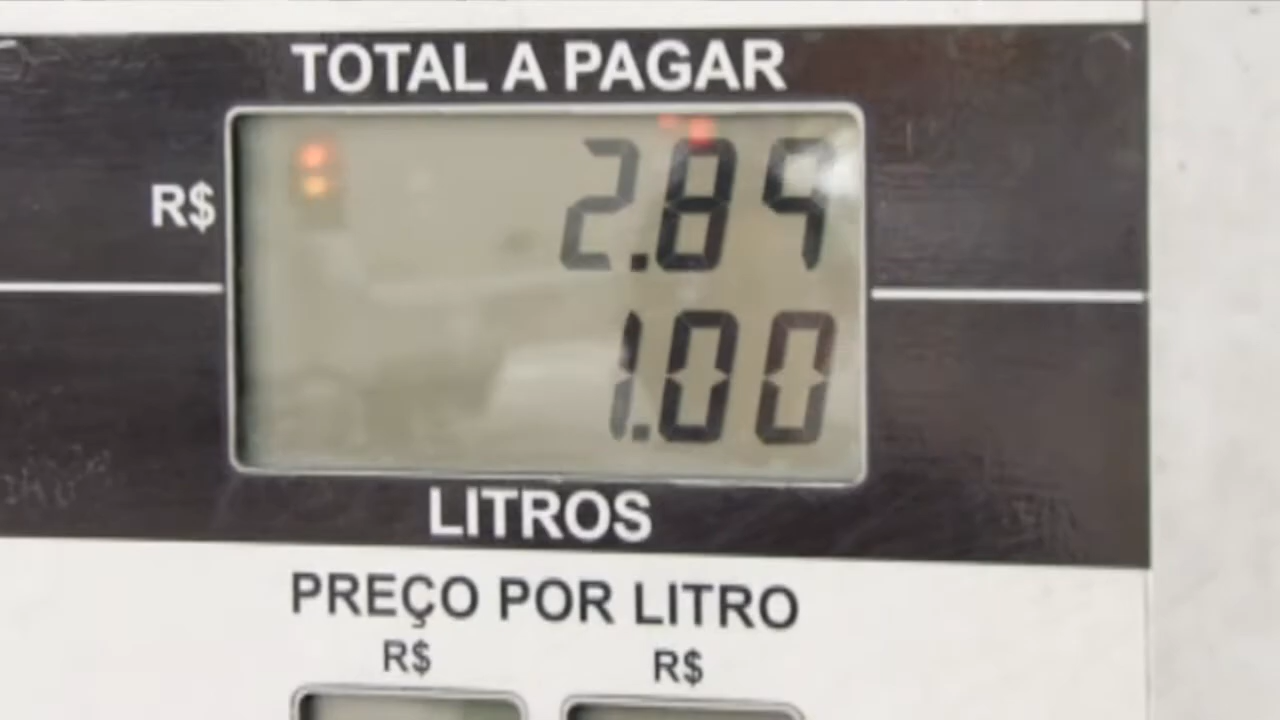 TOTAL A PAGAR
R$
2.89
1.00
LITROS
PREÇO POR LITRO
R$ R$